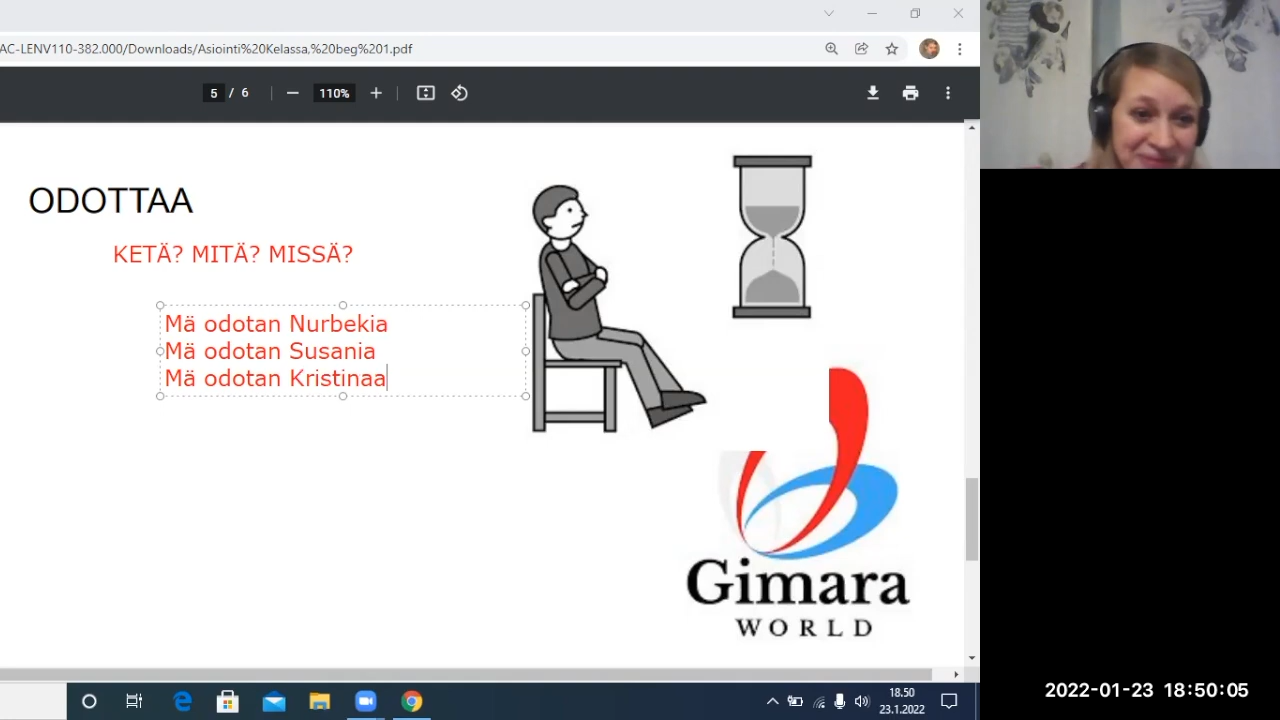 AC-LENV110-382.000/Downloads/Asiointi%20Kelassa,%20beg%201.pdf
5 / 6 110%
ODOTTAA
KETÄ? MITÄ? MISSÄ?
Mä odotan Nurbekia
Mä odotan Susania
Mä odotan Kristinaa
Gimara
WORLD
18.50
23.1.2022
2022-01-23 18:50:05